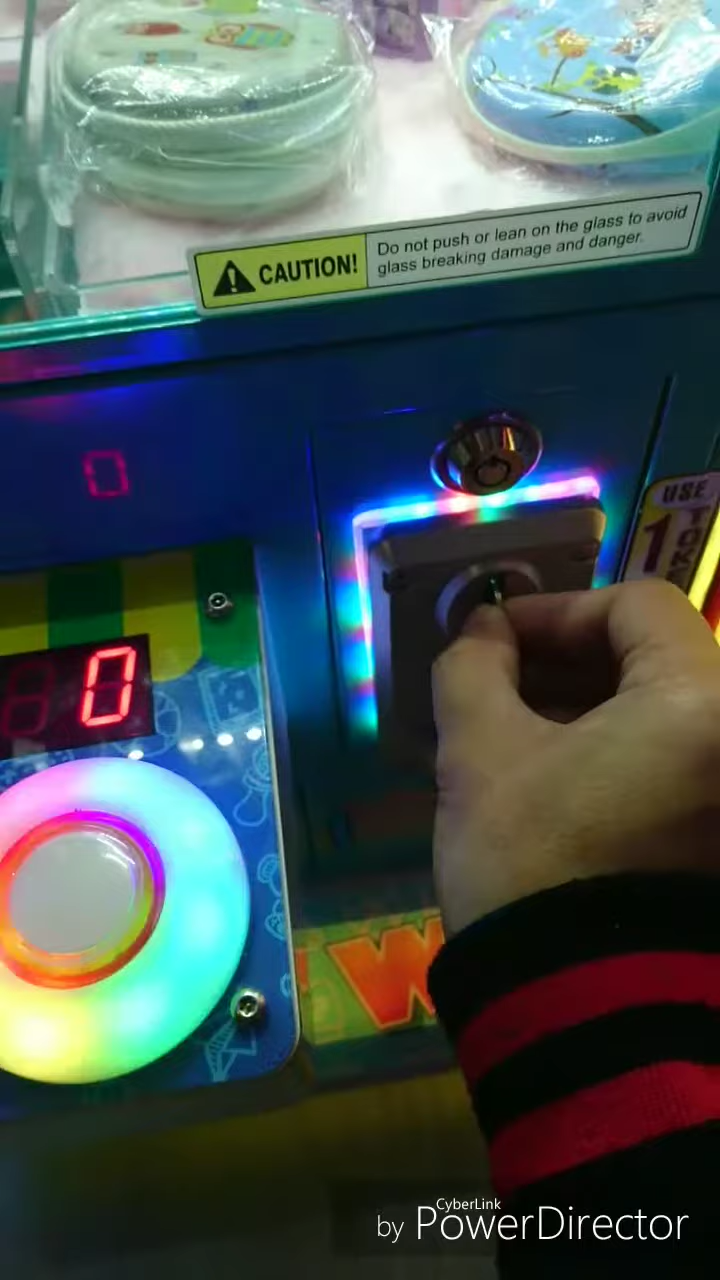 CAUTION!
Do not push or lean on the glass to avoid
glass breaking damage and danger.
0
USE
1
0
W
CyberLink
by PowerDirector